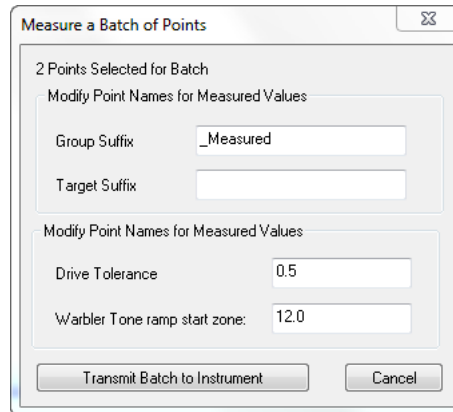 Measure a Batch of Points
2 Points Selected for Batch
Modify Point Names for Measured Values
Group Suffix _Measured
Target Suffix
Modify Point Names for Measured Values
Drive Tolerance 0.5
Warbler Tone ramp start zone: 12.0
Transmit Batch to Instrument Cancel